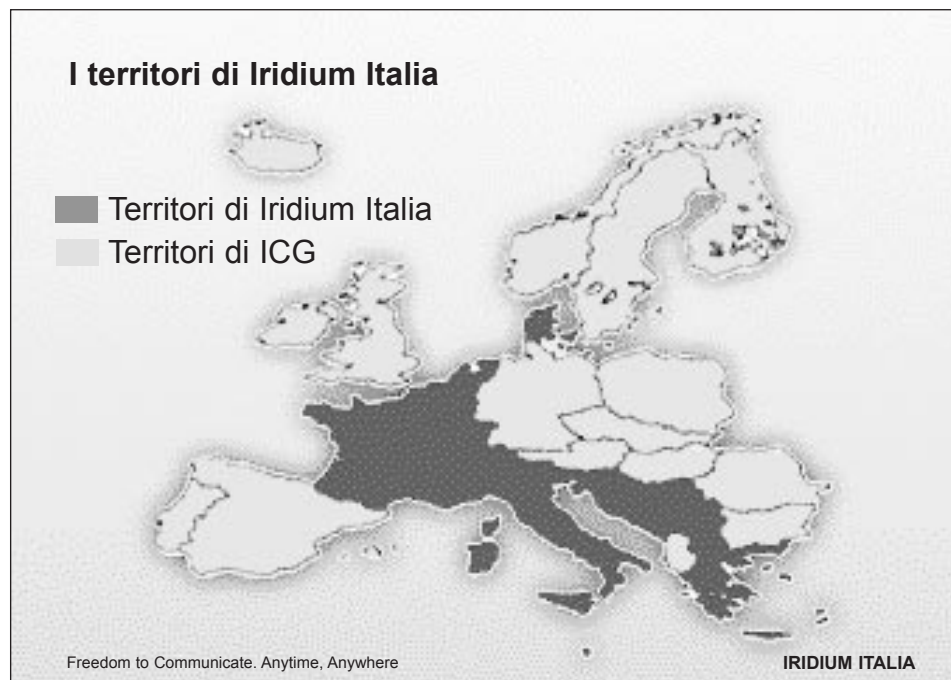 I territori di Iridium Italia
Territori di Iridium Italia
Territori di ICG
Freedom to Communicate. Anytime, Anywhere
IRIDIUM ITALIA